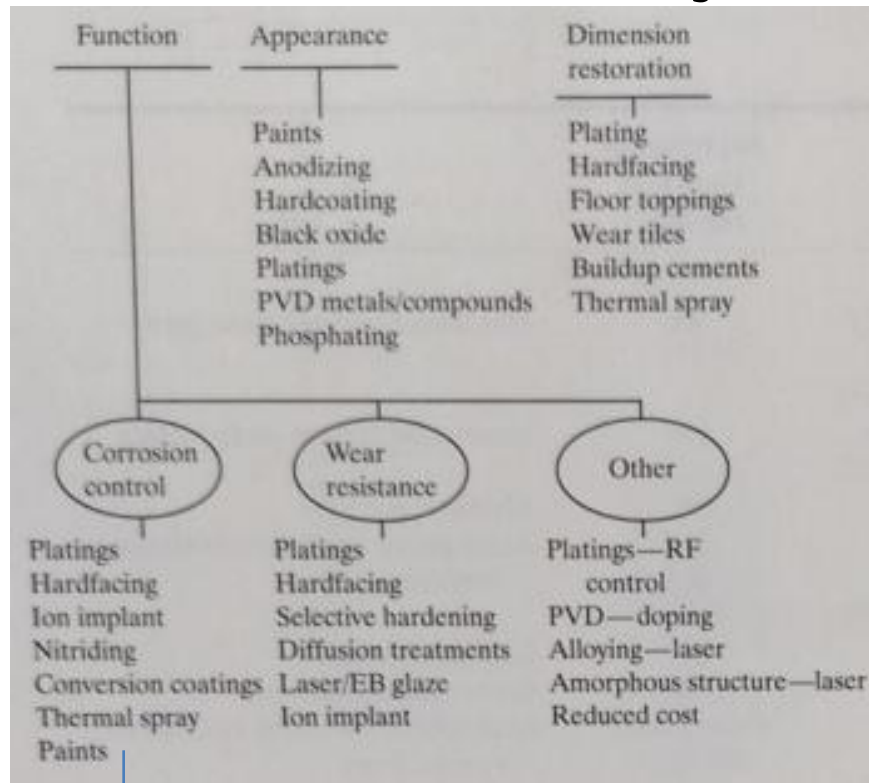 Function
Appearance
Dimension
restoration
Paints
Anodizing
Hardcoating
Black oxide
Platings
PVD metals/compounds
Phosphating
Plating
Hardfacing
Floor toppings
Wear tiles
Buildup cements
Thermal spray
Corrosion
control
Platings
Hardfacing
Ion implant
Nitriding
Conversion coatings
Thermal spray
Paints
Wear
resistance
Platings
Hardfacing
Selective hardening
Diffusion treatments
Laser/EB glaze
Ion implant
Other
Platings—RF
control
PVD—doping
Alloying—laser
Amorphous structure—laser
Reduced cost